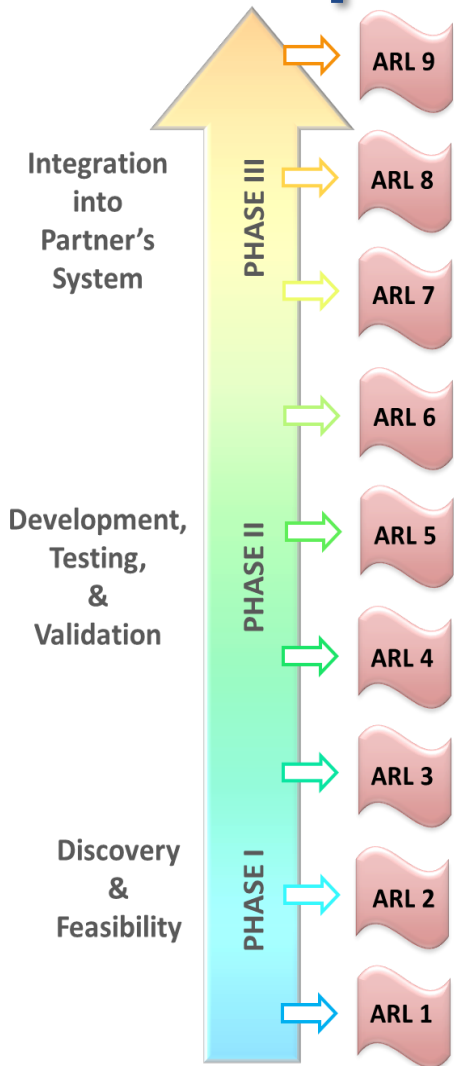 ARL 9
Integration
into
Partner's
System
PHASE III
ARL 8
ARL 7
ARL 6
Development,
Testing,
&
Validation
PHASE II
ARL 5
ARL 4
ARL 3
Discovery
&
Feasibility
PHASE I
ARL 2
ARL 1